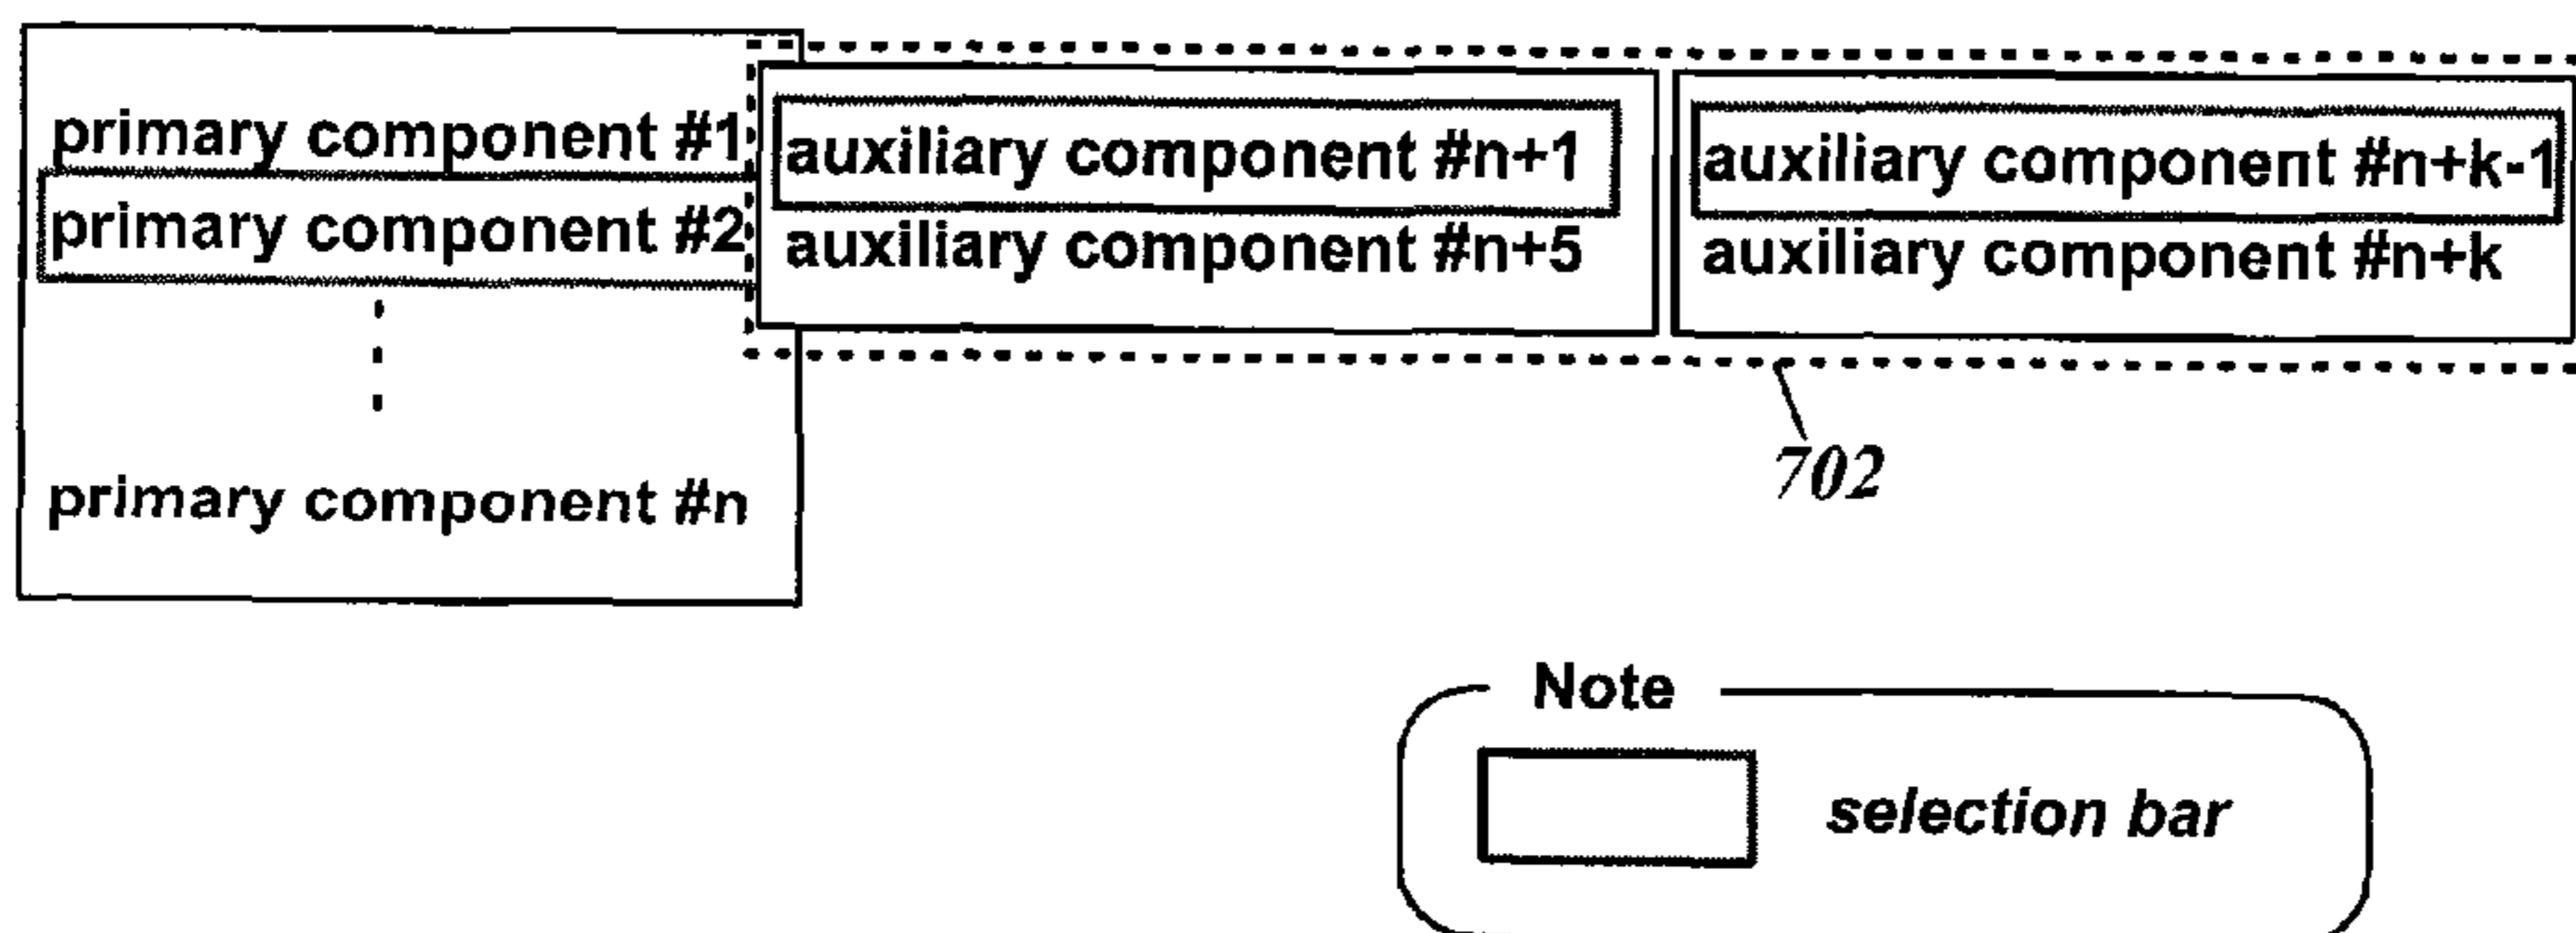 primary component #1
primary component #2
primary component #n
auxiliary component #n+1
auxiliary component #n+5
auxiliary component #n+k-1
auxiliary component #n+k
702
Note
selection bar